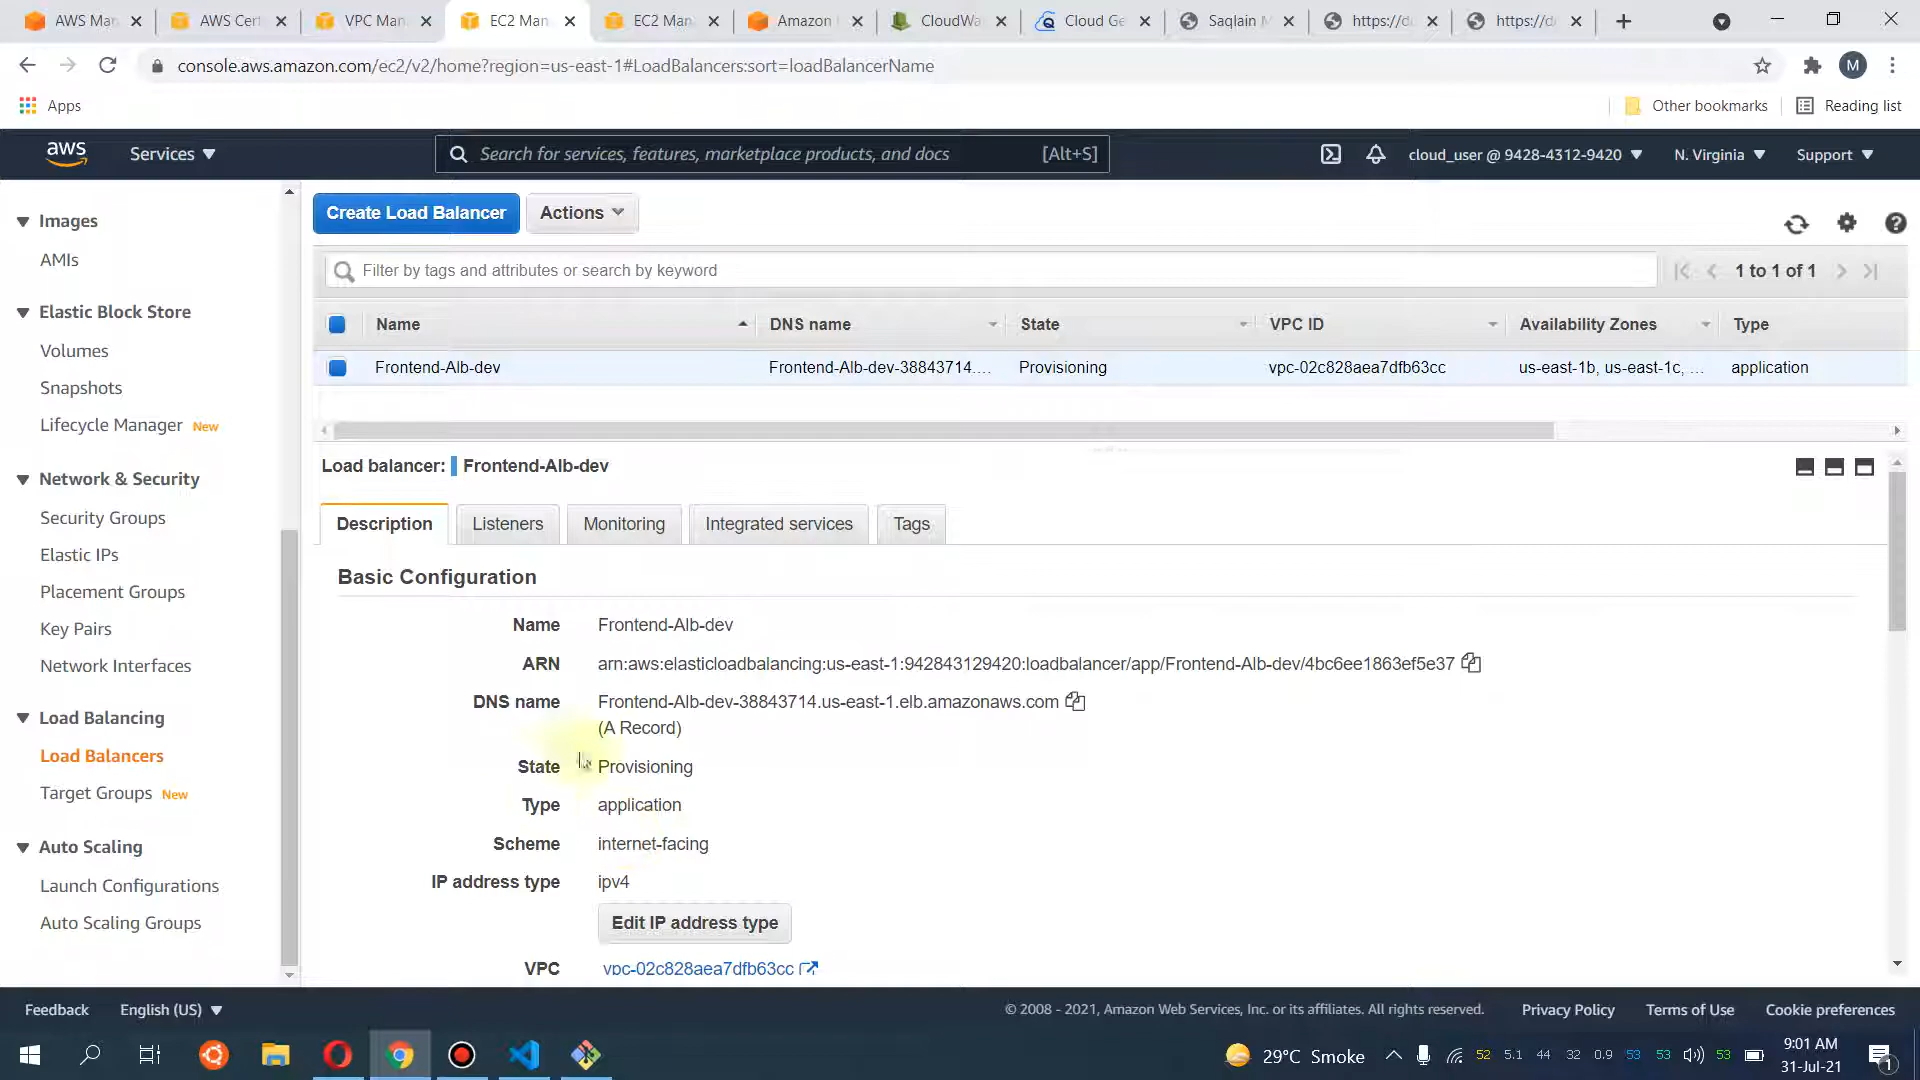 AWS Man
AWS Cert
VPC Man
EC2 Man
EC2 Man
Amazon
CloudWa
Cloud Ge
Saqlain M
https://d
https://d
console.aws.amazon.com/ec2/v2/home?region=us-east-1#LoadBalancers:sort=loadBalancerName
M
Apps
Other bookmarks
Reading list
aws
Services
Search for services, features, marketplace products, and docs
[Alt+S]
cloud_user @ 9428-4312-9420
N. Virginia
Support
Images
AMIs
Elastic Block Store
Volumes
Snapshots
Lifecycle Manager New
Network & Security
Security Groups
Elastic IPs
Placement Groups
Key Pairs
Network Interfaces
Load Balancing
Load Balancers
Target Groups New
Auto Scaling
Launch Configurations
Auto Scaling Groups
Create Load Balancer
Actions
Filter by tags and attributes or search by keyword
1 to 1 of 1
Name DNS name State VPC ID Availability Zones Type
Frontend-Alb-dev Frontend-Alb-dev-38843714.... Provisioning vpc-02c828aea7dfb63cc us-east-1b, us-east-1c, ... application
Load balancer: Frontend-Alb-dev
Description
Listeners
Monitoring
Integrated services
Tags
Basic Configuration
Name Frontend-Alb-dev
ARN arn:aws:elasticloadbalancing:us-east-1:942843129420:loadbalancer/app/Frontend-Alb-dev/4bc6ee1863ef5e37
DNS name Frontend-Alb-dev-38843714.us-east-1.elb.amazonaws.com
(A Record)
State Provisioning
Type application
Scheme internet-facing
IP address type ipv4
Edit IP address type
VPC vpc-02c828aea7dfb63cc
Feedback
English (US)
© 2008 - 2021, Amazon Web Services, Inc. or its affiliates. All rights reserved.
Privacy Policy
Terms of Use
Cookie preferences
29°C Smoke
52 5.1 44 32 0.9 53 53 53
9:01 AM
31-Jul-21
1